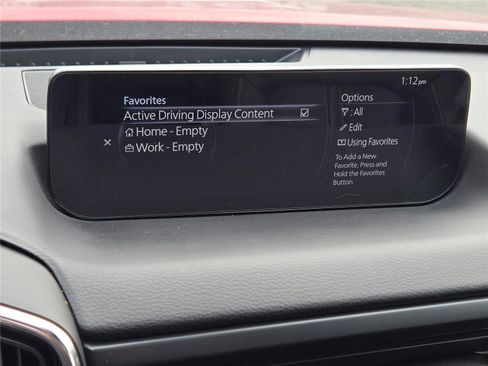 1:12pm
Favorites
Active Driving Display Content
Home - Empty
Work - Empty
Options
: All
Edit
Using Favorites
To Add a New
Favorite, Press and
Hold the Favorites
Button